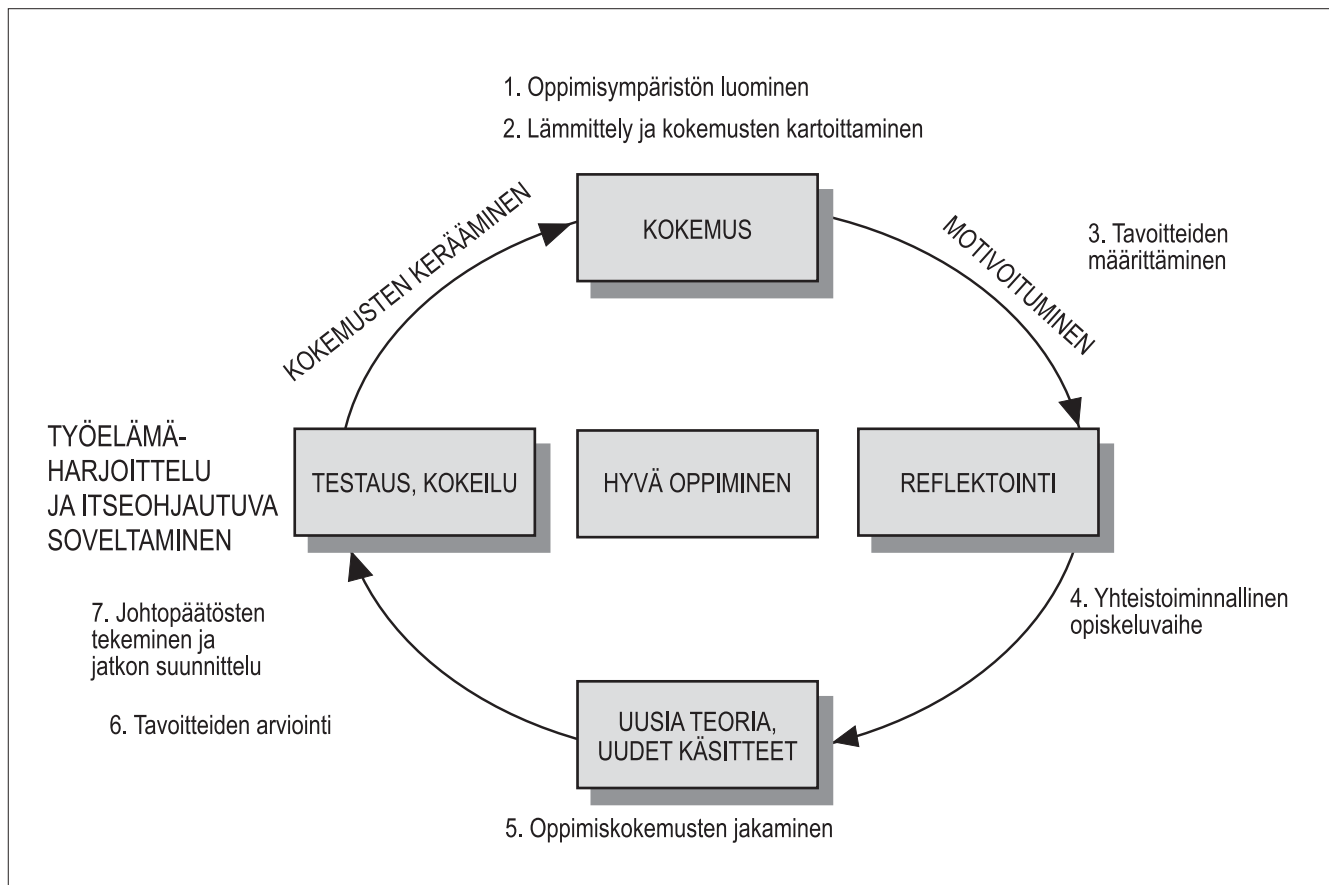 1. Oppimisympäristön luominen
2. Lämmittely ja kokemusten kartoittaminen
KOKEMUS
KOKEMUSTEN KERÄÄMINEN
MOTIVOITUMINEN
3. Tavoitteiden
määrittäminen
TYÖELÄMÄ-
HARJOITTELU
JA ITSEOHJAUTUVA
SOVELTAMINEN
TESTAUS, KOKEILU
HYVÄ OPPIMINEN
REFLEKTOINTI
4. Yhteistoiminnallinen
opiskeluvaihe
7. Johtopäätösten
tekeminen ja
jatkon suunnittelu
6. Tavoitteiden arviointi
UUSIA TEORIA,
UUDET KÄSITTEET
5. Oppimiskokemusten jakaminen